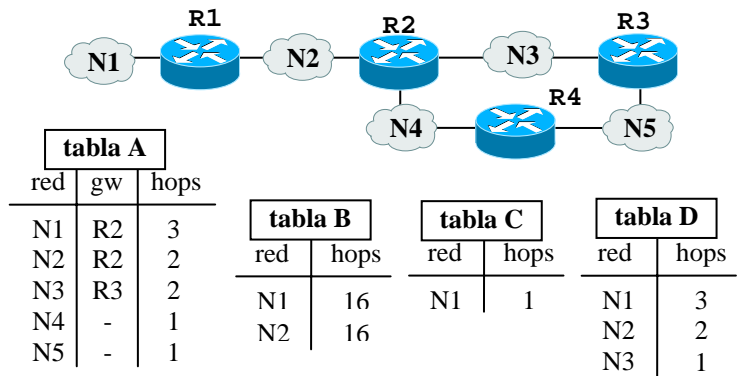 R1
R2
R3
N1
N2
N3
R4
N4
N5
tabla A
red gw hops
N1 R2 3
N2 R2 2
N3 R3 2
N4 - 1
N5 - 1
tabla B
red hops
N1 16
N2 16
tabla C
red hops
N1 1
tabla D
red hops
N1 3
N2 2
N3 1